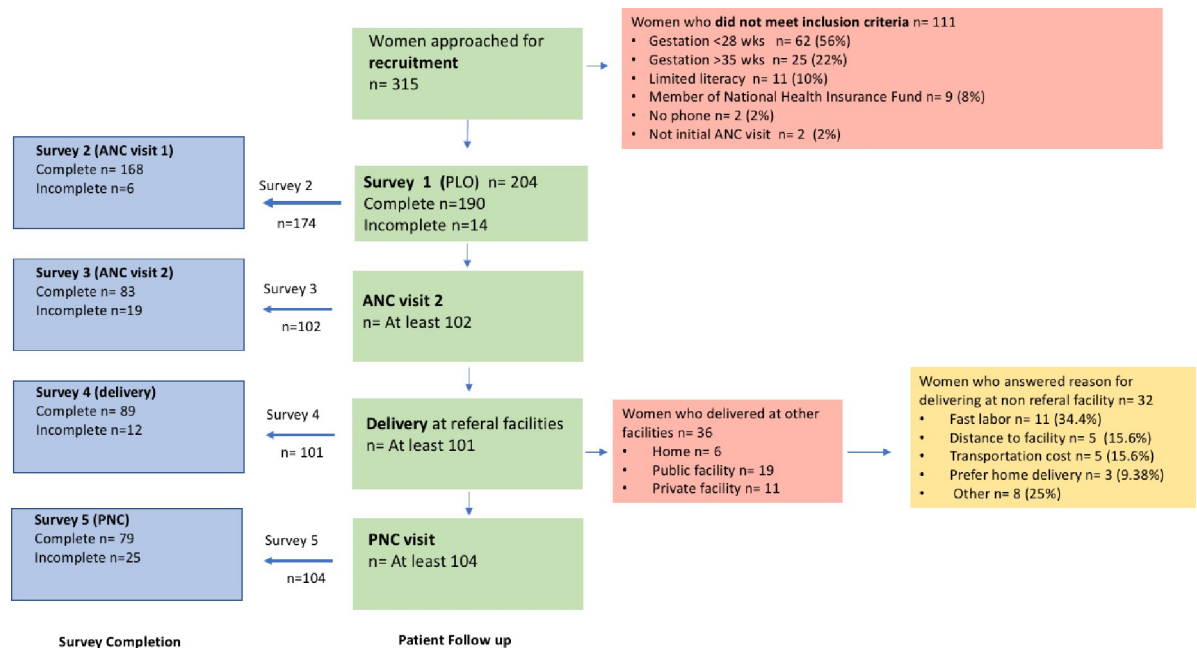 Women approached for
recruitment
n= 315
Women who did not meet inclusion criteria n= 111
• Gestation <28 wks n= 62 (56%)
• Gestation >35 wks n= 25 (22%)
• Limited literacy n= 11 (10%)
• Member of National Health Insurance Fund n= 9 (8%)
• No phone n= 2 (2%)
• Not initial ANC visit n= 2 (2%)
Survey 2 (ANC visit 1)
Complete n= 168
Incomplete n=6
Survey 2
n=174
Survey 1 (PLO) n= 204
Complete n=190
Incomplete n=14
Survey 3 (ANC visit 2)
Complete n= 83
Incomplete n=19
Survey 3
n=102
ANC visit 2
n= At least 102
Survey 4 (delivery)
Complete n= 89
Incomplete n=12
Survey 4
n= 101
Delivery at referal facilities
n= At least 101
Women who delivered at other
facilities n= 36
• Home n= 6
• Public facility n= 19
• Private facility n= 11
Women who answered reason for
delivering at non referal facility n= 32
• Fast labor n= 11 (34.4%)
• Distance to facility n= 5 (15.6%)
• Transportation cost n= 5 (15.6%)
• Prefer home delivery n= 3 (9.38%)
• Other n= 8 (25%)
Survey 5 (PNC)
Complete n= 79
Incomplete n=25
Survey 5
n=104
PNC visit
n= At least 104
Survey Completion
Patient Follow up